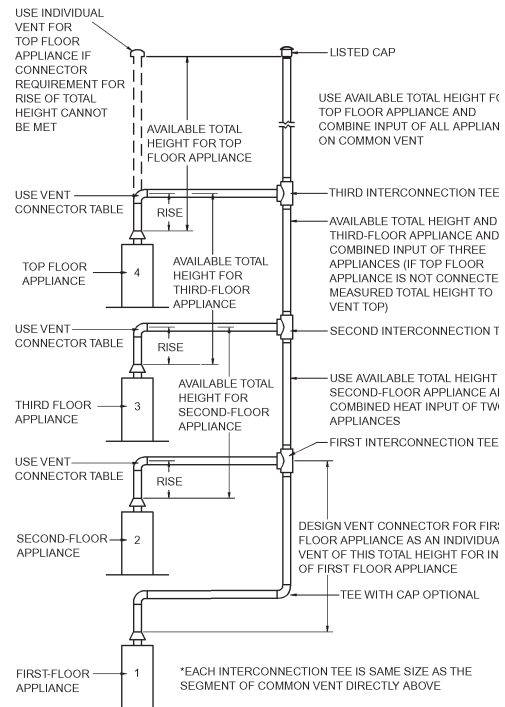 USE INDIVIDUAL
VENT FOR
TOP FLOOR
APPLIANCE IF
CONNECTOR
REQUIREMENT FOR
RISE OF TOTAL
HEIGHT CANNOT
BE MET
LISTED CAP
USE AVAILABLE TOTAL HEIGHT
TOP FLOOR APPLIANCE AND
COMBINE INPUT OF ALL
ON COMMON VENT
AVAILABLE TOTAL
HEIGHT FOR TOP
FLOOR APPLIANCE
USE VENT
CONNECTOR TABLE
RISE
THIRD INTERCONNECTION TEE
AVAILABLE TOTAL HEIGHT AND
THIRD-FLOOR APPLIANCE AND
COMBINED INPUT OF THREE
APPLIANCES (IF TOP FLOOR
APPLIANCE IS NOT
MEASURED TOTAL HEIGHT TO
VENT TOP)
TOP FLOOR
APPLIANCE
4
AVAILABLE TOTAL
HEIGHT FOR
THIRD-FLOOR
APPLIANCE
USE VENT
CONNECTOR TABLE
RISE
SECOND INTERCONNECTION
THIRD FLOOR
APPLIANCE
3
AVAILABLE TOTAL
HEIGHT FOR
SECOND-FLOOR
APPLIANCE
USE AVAILABLE TOTAL HEIGHT
SECOND-FLOOR APPLIANCE
COMBINED HEAT INPUT OF
APPLIANCES
FIRST INTERCONNECTION TEE
USE VENT
CONNECTOR TABLE
RISE
SECOND-FLOOR
APPLIANCE
2
DESIGN VENT CONNECTOR FOR
FLOOR APPLIANCE AS AN
VENT OF THIS TOTAL HEIGHT FOR
OF FIRST FLOOR APPLIANCE
TEE WITH CAP OPTIONAL
FIRST-FLOOR
APPLIANCE
1
*EACH INTERCONNECTION TEE IS SAME SIZE AS THE
SEGMENT OF COMMON VENT DIRECTLY ABOVE